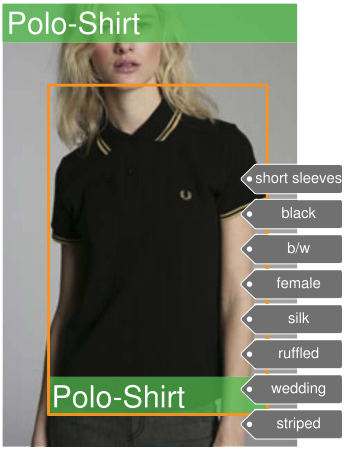 Polo-Shirt
short sleeves
black
b/w
female
silk
ruffled
wedding
Polo-Shirt
striped